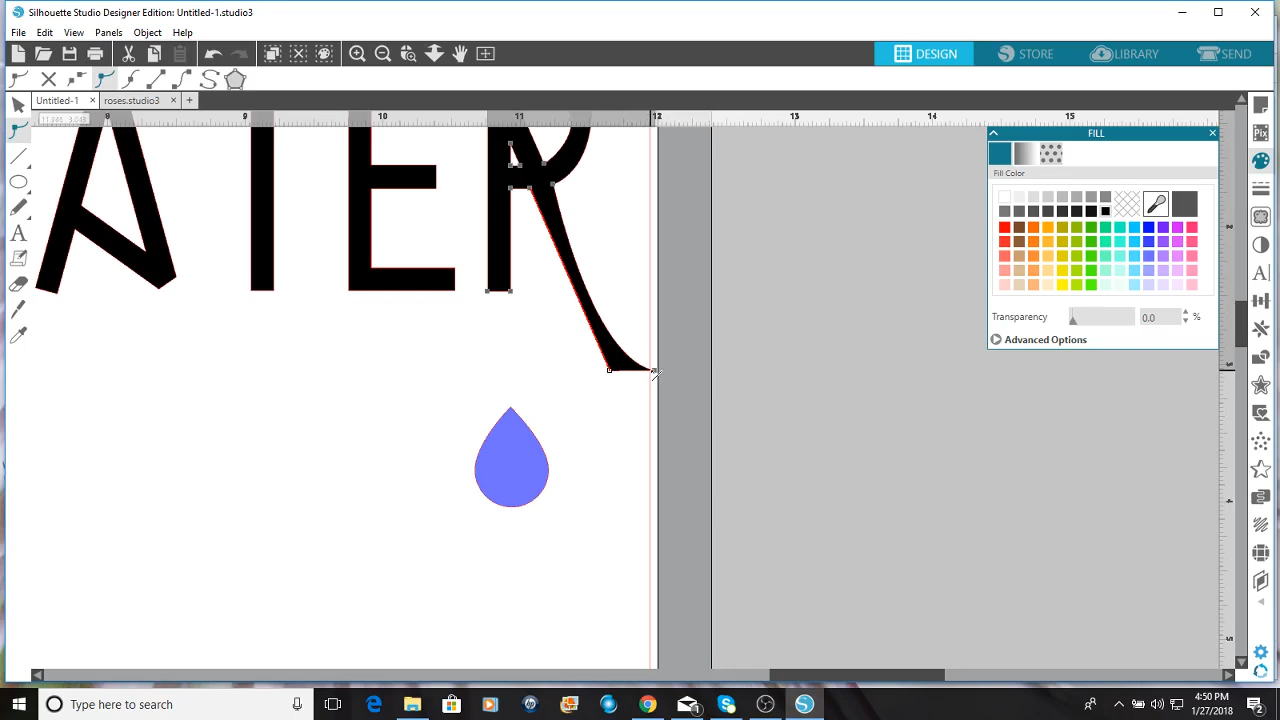 Silhouette Studio Designer Edition: Untitled-1.studio3
File Edit View Panels Object Help
DESIGN STORE LIBRARY SEND
Untitled-1 roses.studio3
8 9 10 11 12 13 14 15
ATER
FILL
Fill Color
Transparency 0.0 %
Advanced Options
Type here to search
4:50 PM
1/27/2018